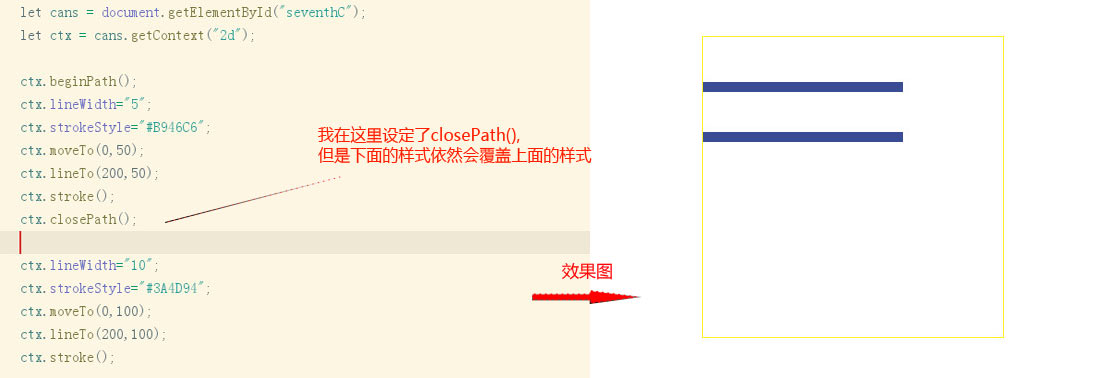 let cans = document.getElementById("seventhC");
let ctx = cans.getContext("2d");
ctx.beginPath();
ctx.lineWidth="5";
ctx.strokeStyle="#B946C6";
ctx.moveTo(0,50);
ctx.lineTo(200,50);
ctx.stroke();
ctx.closePath();
我在这里设定了closePath(),
但是下面的样式依然会覆盖上面的样式
ctx.lineWidth="10";
ctx.strokeStyle="#3A4D94";
ctx.moveTo(0,100);
ctx.lineTo(200,100);
ctx.stroke();
效果图